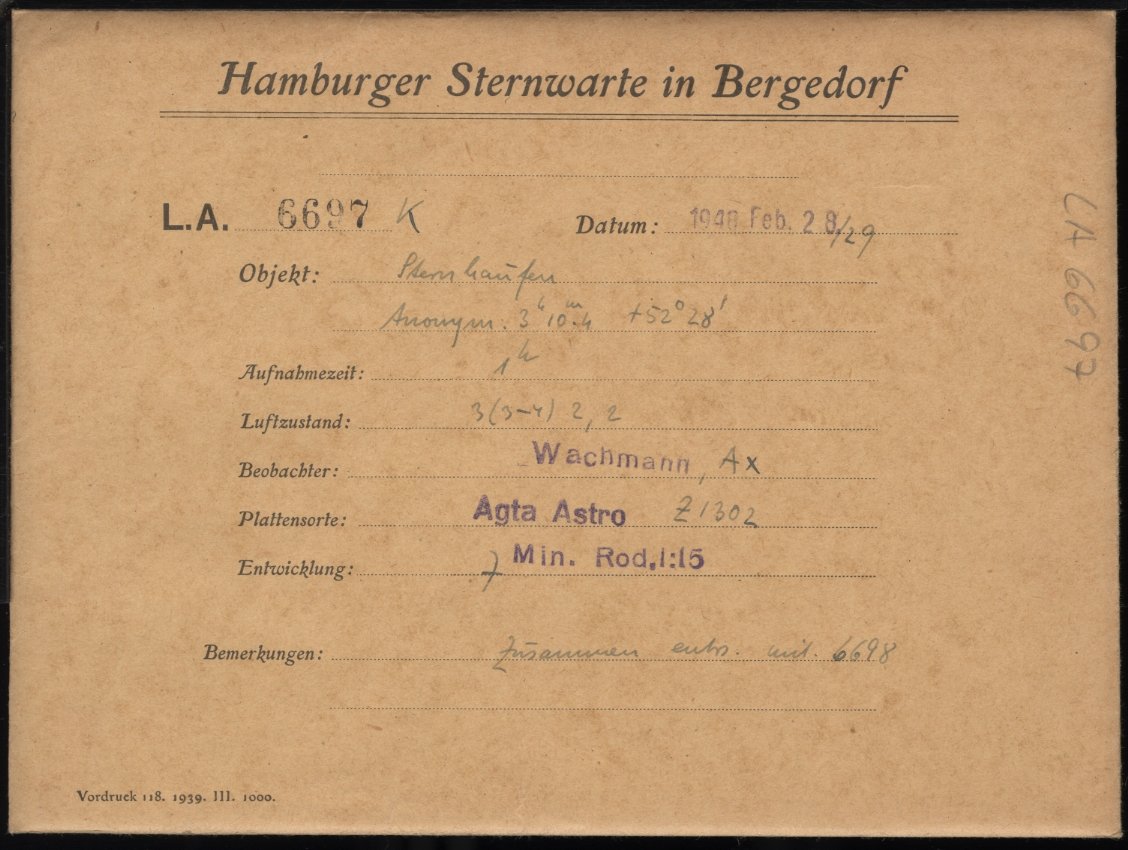 Hamburger Sternwarte in Bergedorf
L.A. 6697 K Datum: 1948 Feb. 28/29
Objekt: Sternhaufen
Anonym: 3ʰ 10ᵐ.4 +52° 28'
Aufnahmezeit: 1ʰ
Luftzustand: 3(3-4) 2, 2
Beobachter: Wachmann, Ax
Plattensorte: Agfa Astro Z1302
Entwicklung: 7 Min. Rod.1:15
Bemerkungen: Zusammen entw. mit. 6698
Vordruck 118. 1939. III. 1000.
LA 6697